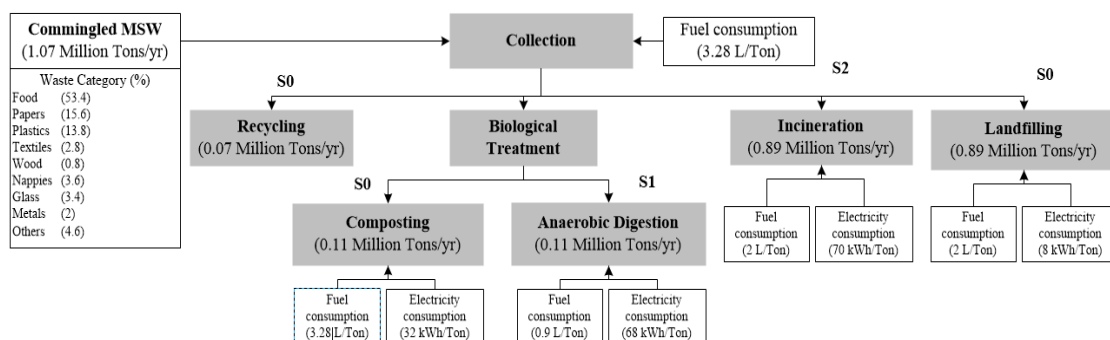 Commingled MSW
(1.07 Million Tons/yr)
Waste Category (%)
Food (53.4)
Papers (15.6)
Plastics (13.8)
Textiles (2.8)
Wood (0.8)
Nappies (3.6)
Glass (3.4)
Metals (2)
Others (4.6)
Collection
Fuel consumption
(3.28 L/Ton)
S0
S2
S0
Recycling
(0.07 Million Tons/yr)
Biological
Treatment
Incineration
(0.89 Million Tons/yr)
Landfilling
(0.89 Million Tons/yr)
S0
S1
Composting
(0.11 Million Tons/yr)
Anaerobic Digestion
(0.11 Million Tons/yr)
Fuel
consumption
(2 L/Ton)
Electricity
consumption
(70 kWh/Ton)
Fuel
consumption
(2 L/Ton)
Electricity
consumption
(8 kWh/Ton)
Fuel
consumption
(3.28 L/Ton)
Electricity
consumption
(32 kWh/Ton)
Fuel
consumption
(0.9 L/Ton)
Electricity
consumption
(68 kWh/Ton)